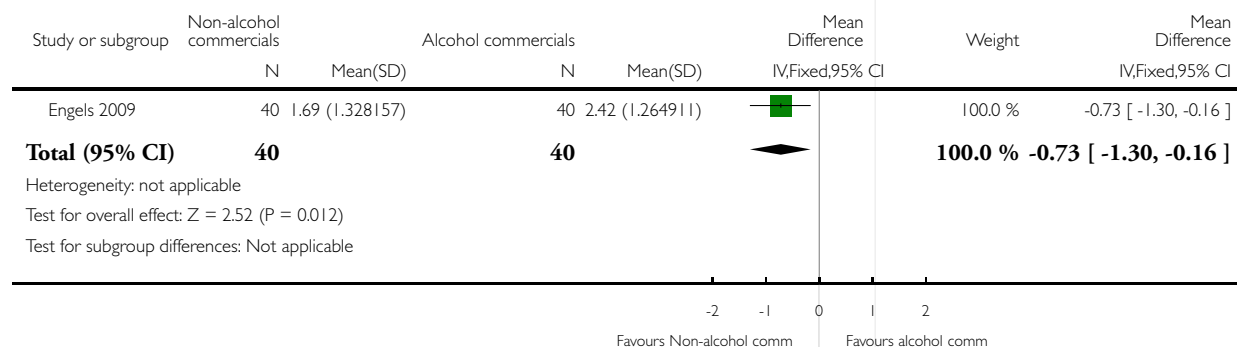 Study or subgroup Non-alcohol commercials Alcohol commercials Mean Difference Weight Mean Difference
N Mean(SD) N Mean(SD) IV,Fixed,95% CI IV,Fixed,95% CI
Engels 2009 40 1.69 (1.328157) 40 2.42 (1.264911) 100.0 % -0.73 [ -1.30, -0.16 ]
Total (95% CI) 40 40 100.0 % -0.73 [ -1.30, -0.16 ]
Heterogeneity: not applicable
Test for overall effect: Z = 2.52 (P = 0.012)
Test for subgroup differences: Not applicable
-2 -1 0 1 2
Favours Non-alcohol comm Favours alcohol comm